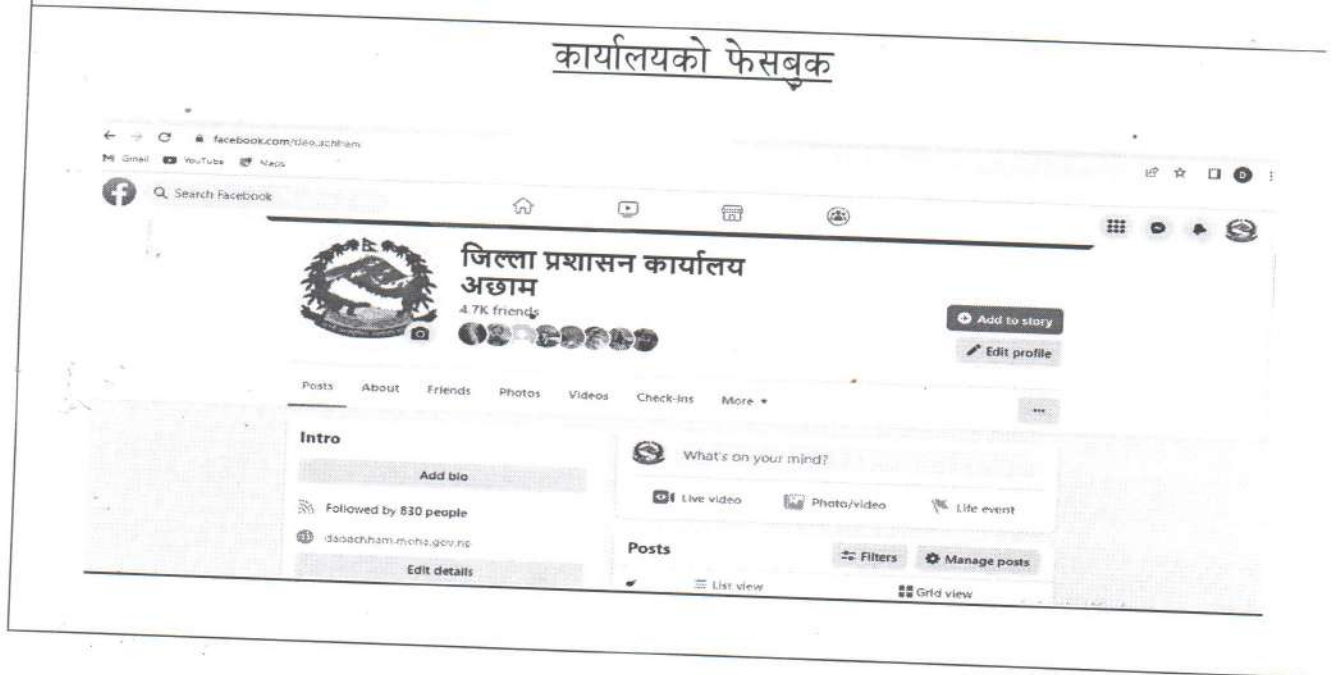 कार्यालयको फेसबुक
facebook.com/daoachham
Gmail YouTube Maps
Search Facebook
जिल्ला प्रशासन कार्यालय
अछाम
4.7K friends
Add to story
Edit profile
Posts About Friends Photos Videos Check-ins More
Intro
Add bio
Followed by 830 people
daoachham.moha.gov.np
Edit details
What's on your mind?
Live video Photo/video Life event
Posts
Filters Manage posts
List view Grid view